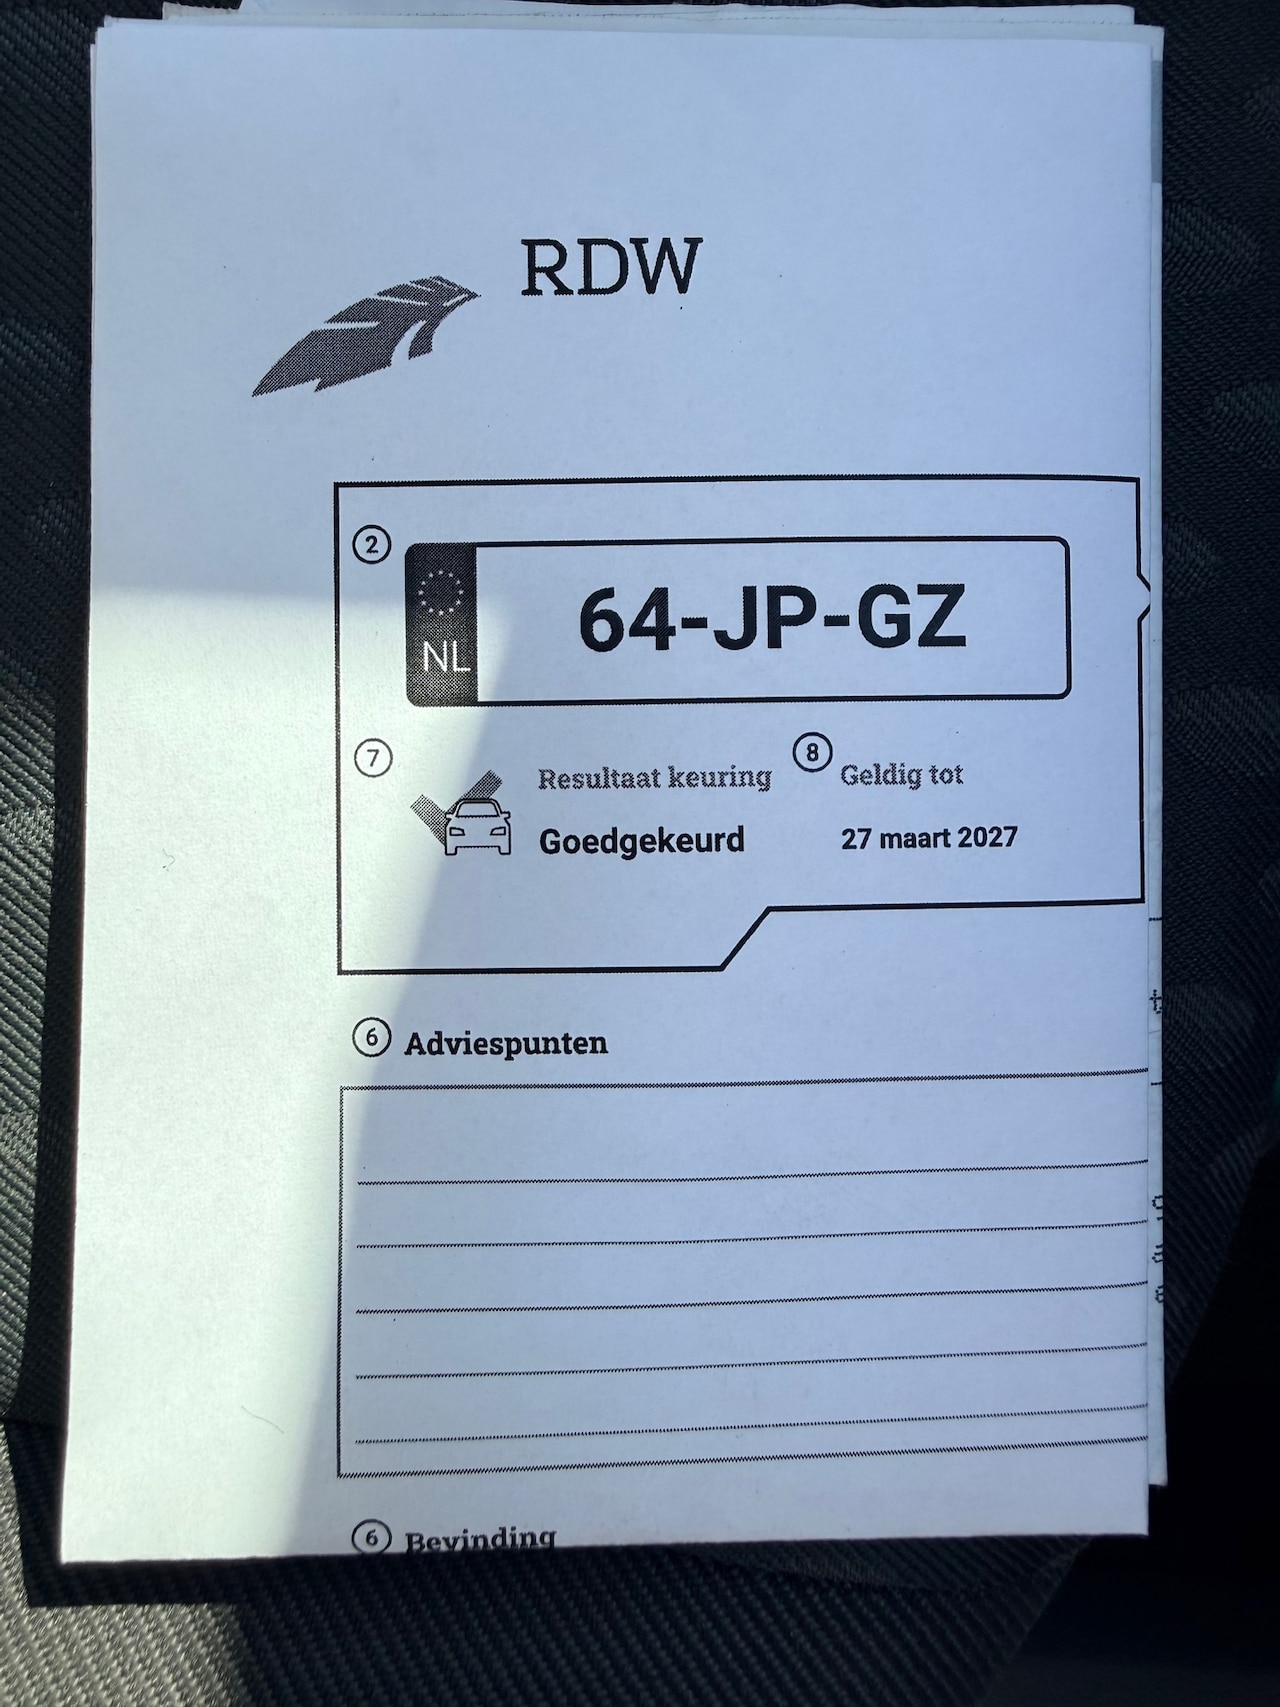 RDW
2
NL
64-JP-GZ
7 Resultaat keuring
Goedgekeurd
8 Geldig tot
27 maart 2027
6 Adviespunten
6 Bevinding